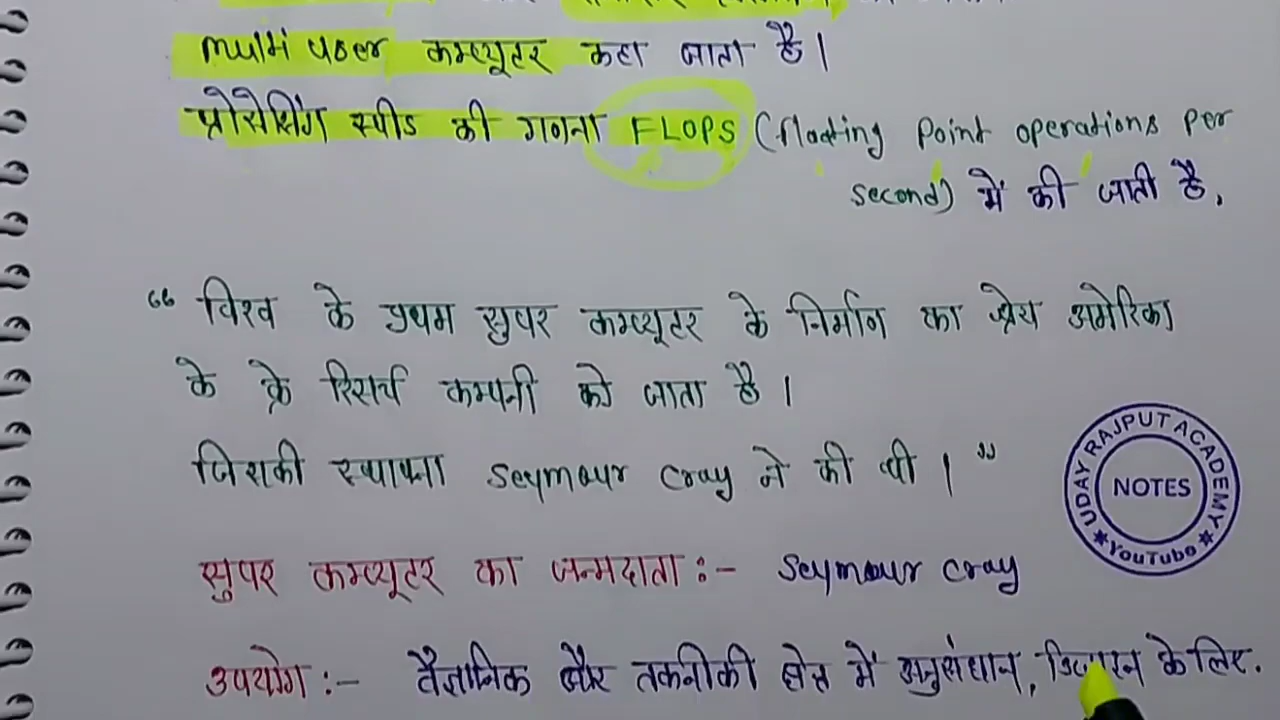 multi user कम्प्यूटर कहा जाता है।
प्रोसेसिंग स्पीड की गणना FLOPS (floating point operations per
second) में की जाती है,
“ विश्व के प्रथम सुपर कम्प्यूटर के निर्माण का श्रेय अमेरिका
के क्रे रिसर्च कम्पनी को जाता है।
जिसकी स्थापना Seymour Cray ने की थी। ”
सुपर कम्प्यूटर का जन्मदाता :- Seymour Cray
उपयोग :- वैज्ञानिक और तकनीकी क्षेत्र में अनुसंधान, के लिए.
UDAY RAJPUT ACADEMY
NOTES
YouTube